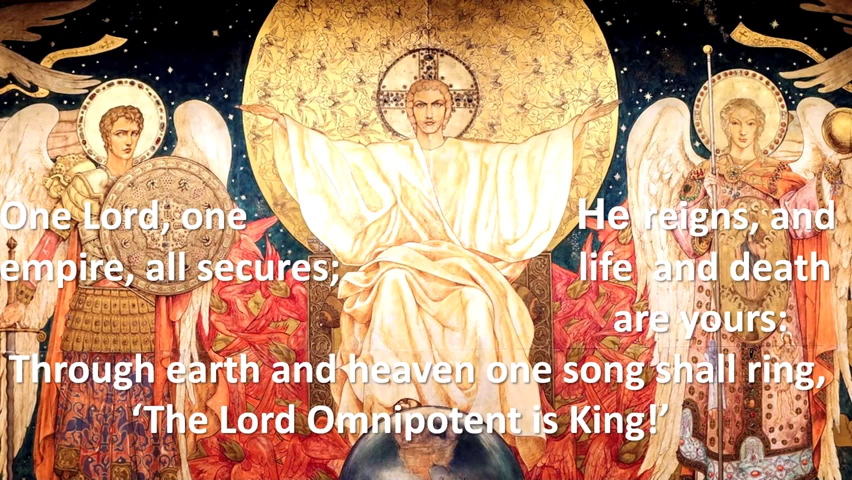 One Lord, one
empire, all secures;
He reigns, and
life  and death
are yours:
Through earth and heaven one song shall ring,
‘The Lord Omnipotent is King!’